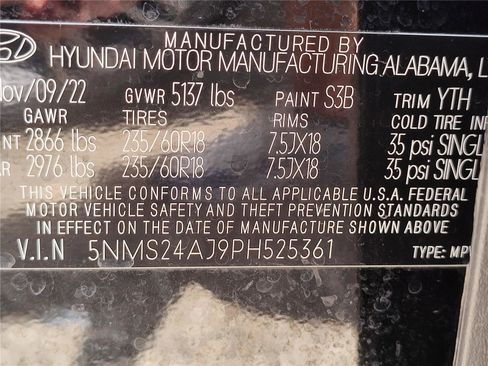 MANUFACTURED BY
HYUNDAI MOTOR MANUFACTURING ALABAMA, L
Nov/09/22 GVWR 5137 lbs PAINT S3B TRIM YTH
GAWR TIRES RIMS COLD TIRE INF
NT 2866 lbs 235/60R18 7.5JX18 35 psi SINGL
AR 2976 lbs 235/60R18 7.5JX18 35 psi SINGL
THIS VEHICLE CONFORMS TO ALL APPLICABLE U.S.A. FEDERAL
MOTOR VEHICLE SAFETY AND THEFT PREVENTION STANDARDS
IN EFFECT ON THE DATE OF MANUFACTURE SHOWN ABOVE
V.I.N 5NMS24AJ9PH525361 TYPE: MPV